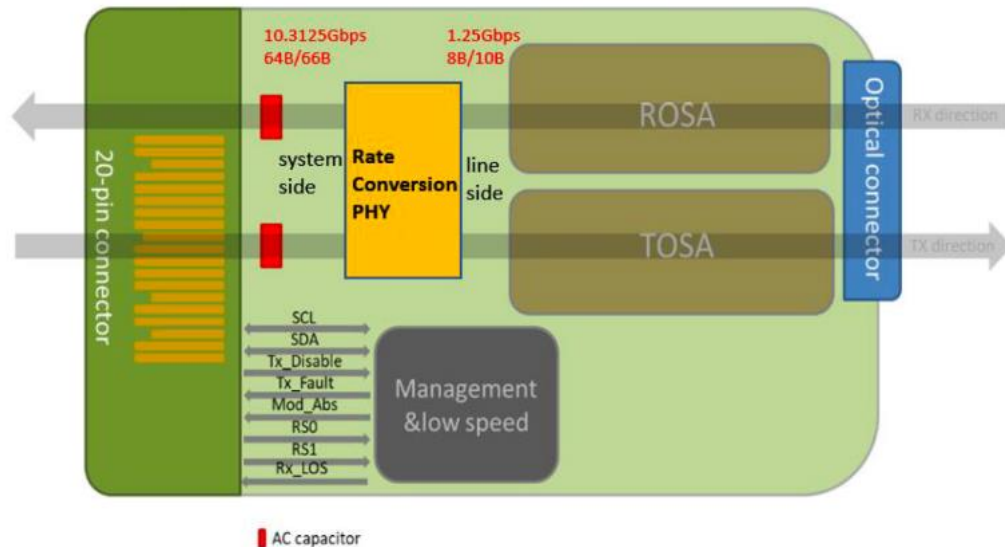 10.3125Gbps
64B/66B
1.25Gbps
8B/10B
ROSA
RX direction
Optical connector
20-pin connector
system
side
Rate
Conversion
PHY
line
side
TOSA
TX direction
SCL
SDA
Tx_Disable
Tx_Fault
Mod_Abs
RS0
RS1
Rx_LOS
Management
&low speed
AC capacitor